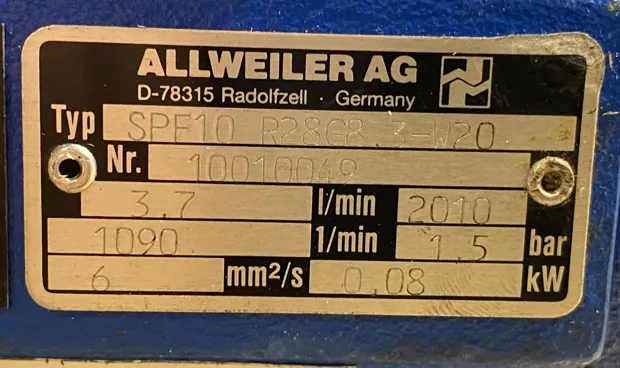 ALLWEILER AG
D-78315 Radolfzell · Germany
Typ SPF10 R28G8.3-W20
Nr. 10010049
3.7 l/min 2010
1090 1/min 1.5 bar
6 mm²/s 0.08 kW